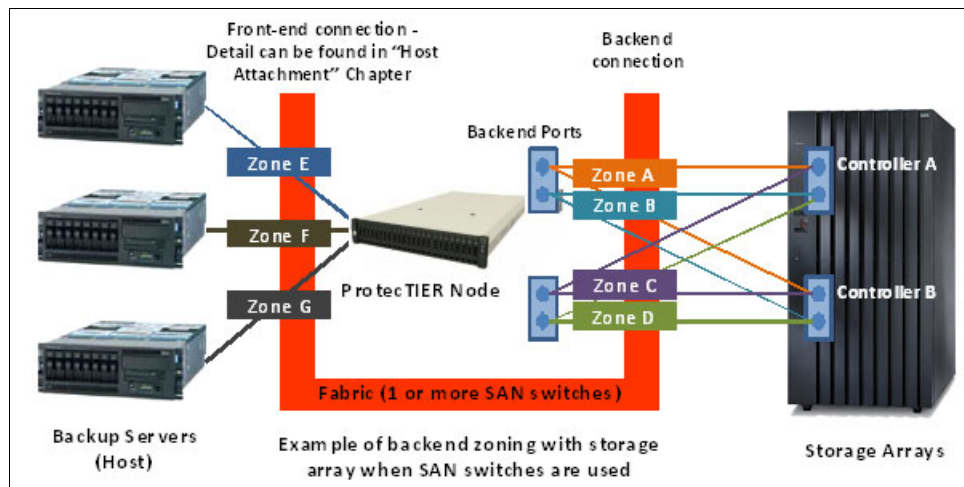 Front-end connection -
Detail can be found in “Host
Attachment” Chapter
Backend
connection
Backend Ports
Zone E
Zone F
Zone G
ProtecTIER Node
Zone A
Zone B
Zone C
Zone D
Controller A
Controller B
Fabric (1 or more SAN switches)
Backup Servers
(Host)
Example of backend zoning with storage
array when SAN switches are used
Storage Arrays